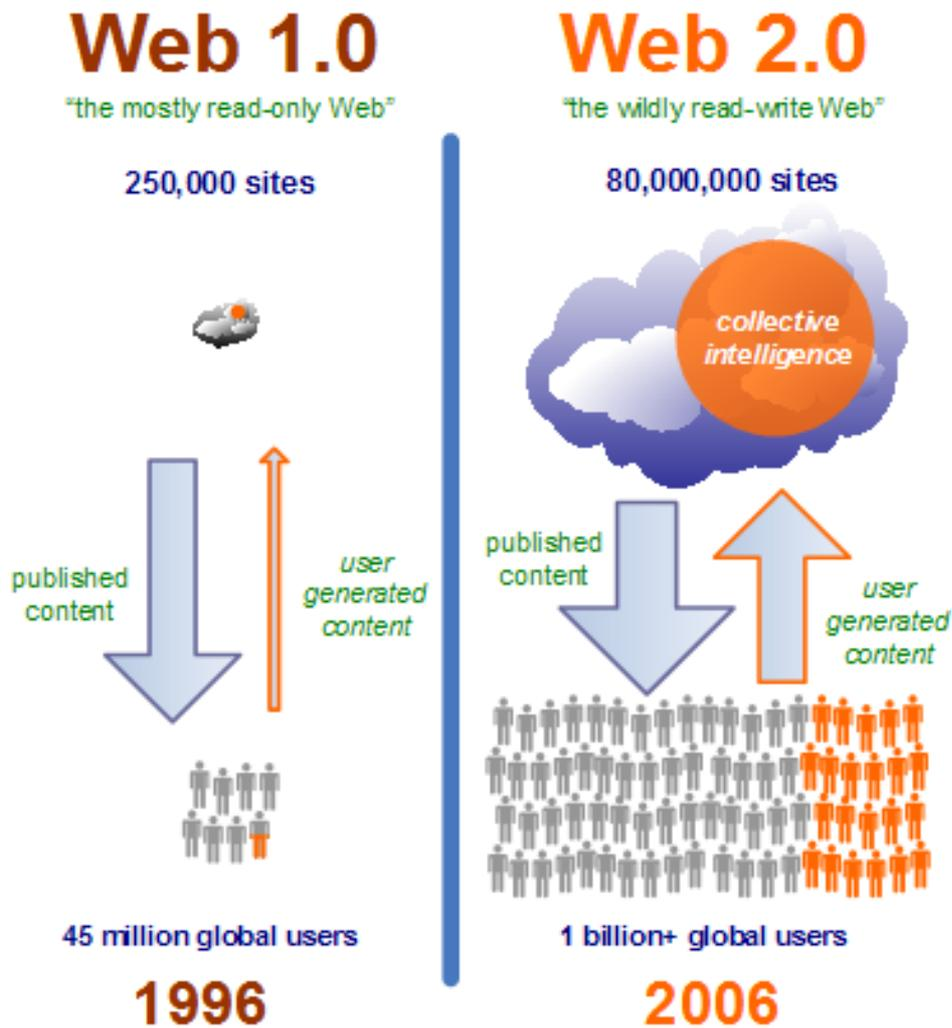 Web 1.0
"the mostly read-only Web"
250,000 sites
published
content
user
generated
content
45 million global users
1996
Web 2.0
"the wildly read-write Web"
80,000,000 sites
collective
intelligence
published
content
user
generated
content
1 billion+ global users
2006